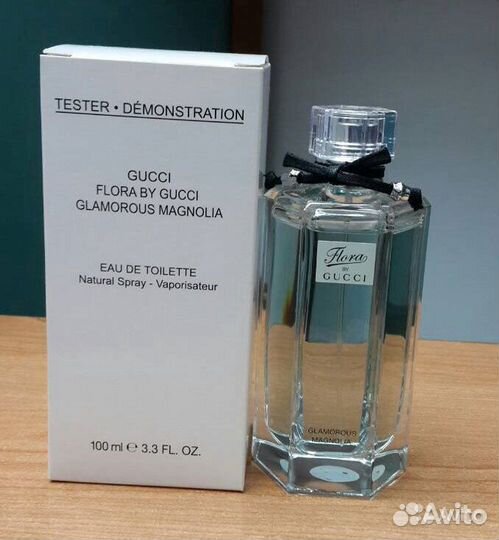 TESTER • DÉMONSTRATION
GUCCI
FLORA BY GUCCI
GLAMOROUS MAGNOLIA
EAU DE TOILETTE
Natural Spray - Vaporisateur
100 ml ℮ 3.3 FL. OZ.
Flora
BY
GUCCI
GLAMOROUS
MAGNOLIA
Avito